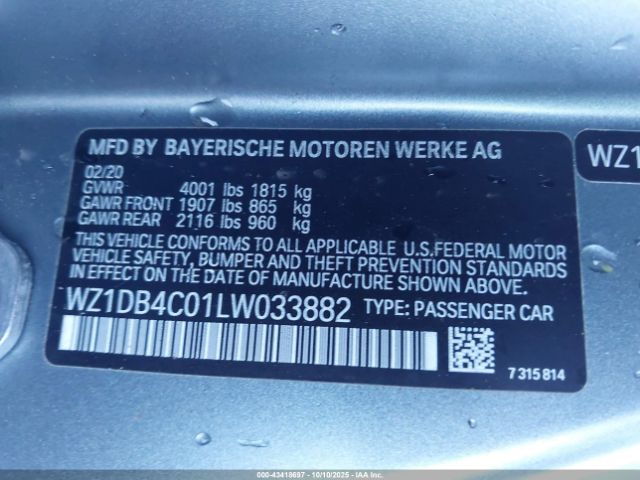 MFD BY BAYERISCHE MOTOREN WERKE AG
02/20
GVWR 4001 lbs 1815 kg
GAWR FRONT 1907 lbs 865 kg
GAWR REAR 2116 lbs 960 kg
THIS VEHICLE CONFORMS TO ALL APPLICABLE U.S.FEDERAL MOTOR
VEHICLE SAFETY, BUMPER AND THEFT PREVENTION STANDARDS
IN EFFECT ON THE DATE OF MANUFACTURE SHOWN ABOVE.
WZ1DB4C01LW033882 TYPE: PASSENGER CAR
7 315 814
WZ1
000-43418697 - 10/10/2025 - IAAI.COM